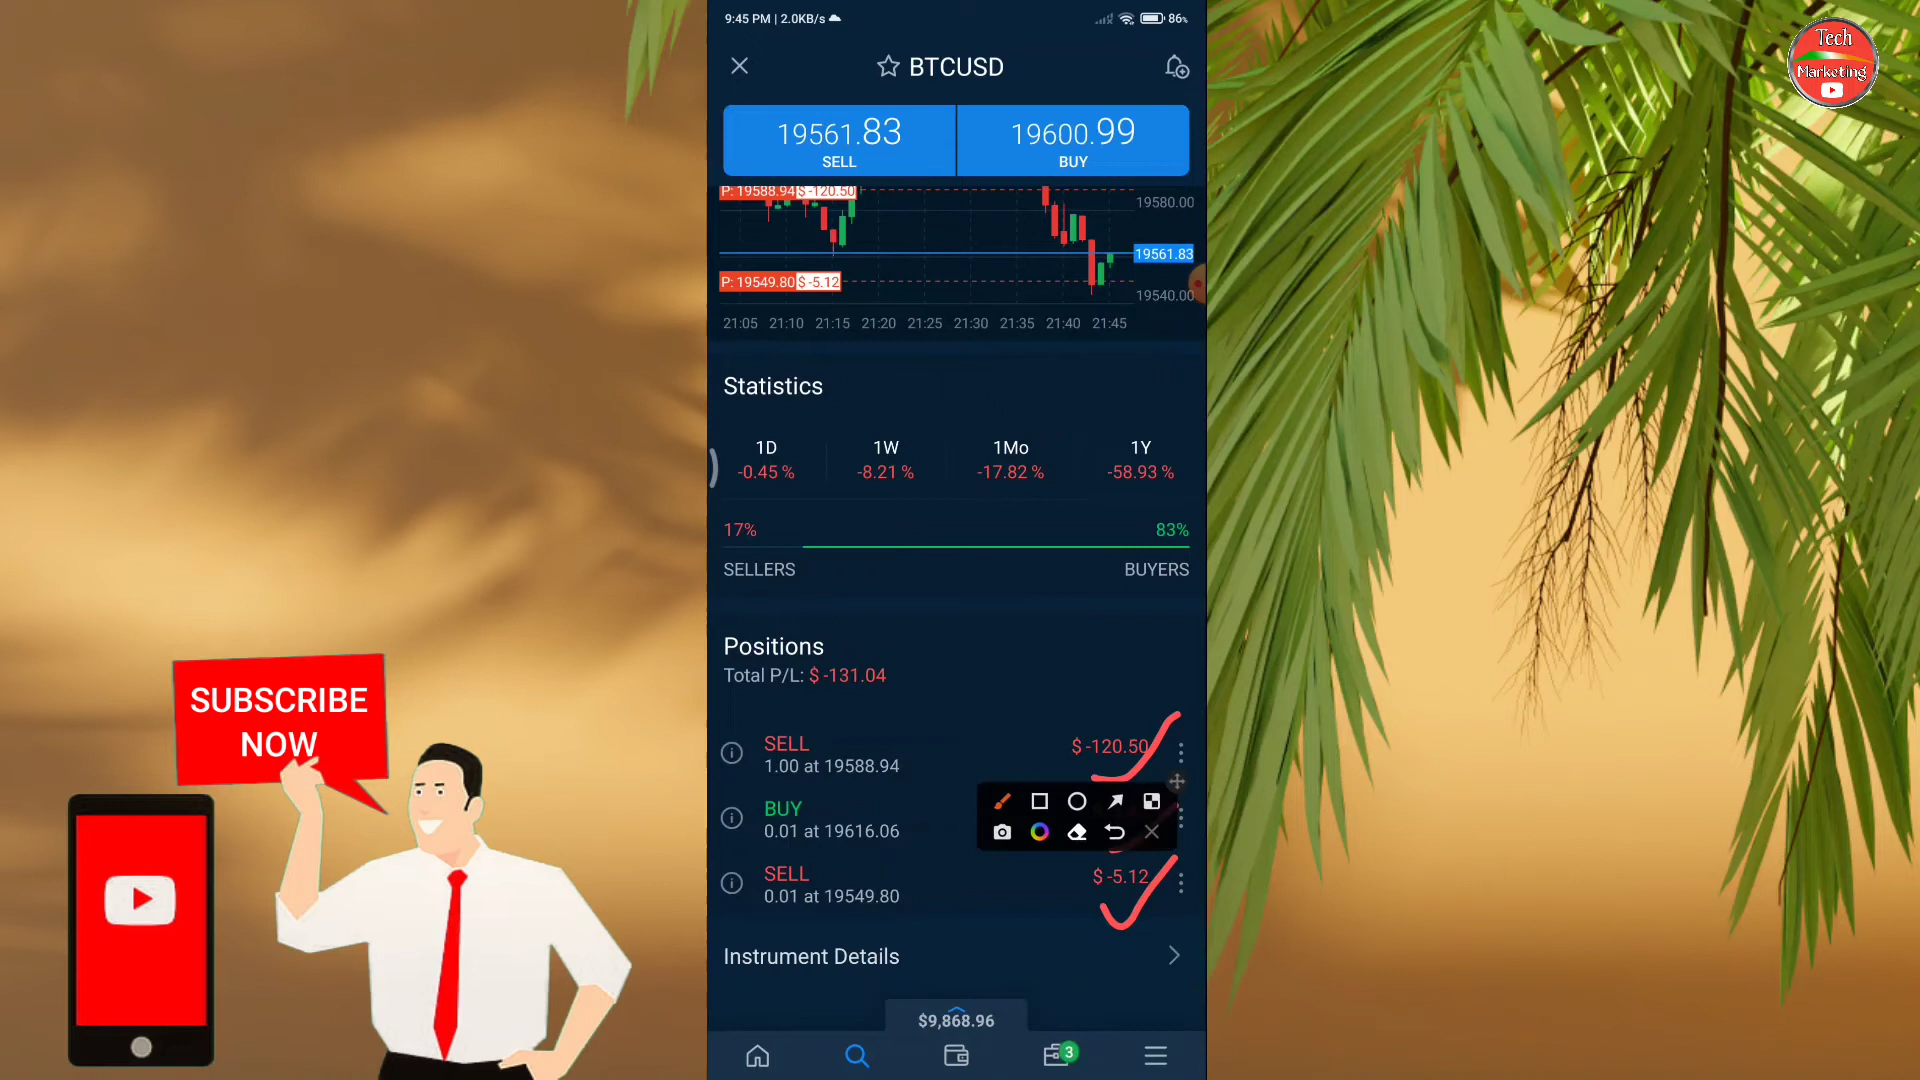 9:45 PM | 2.0KB/s
86%
Tech
Marketing
BTCUSD
19561.83
SELL
19600.99
BUY
P: 19588.94 $ -120.50
19580.00
19561.83
P: 19549.80 $ -5.12
19540.00
21:05 21:10 21:15 21:20 21:25 21:30 21:35 21:40 21:45
Statistics
1D 1W 1Mo 1Y
-0.45 % -8.21 % -17.82 % -58.93 %
17% 83%
SELLERS BUYERS
Positions
Total P/L: $ -131.04
SELL
1.00 at 19588.94
$ -120.50
BUY
0.01 at 19616.06
SELL
0.01 at 19549.80
$ -5.12
Instrument Details
$9,868.96
3
SUBSCRIBE
NOW